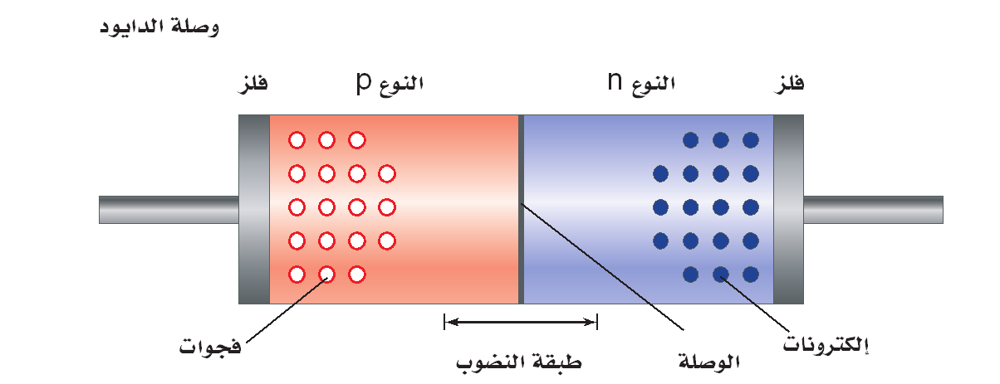 وصلة الدايود
فلز
النوع n
النوع p
فلز
إلكترونات
الوصلة
طبقة النضوب
فجوات